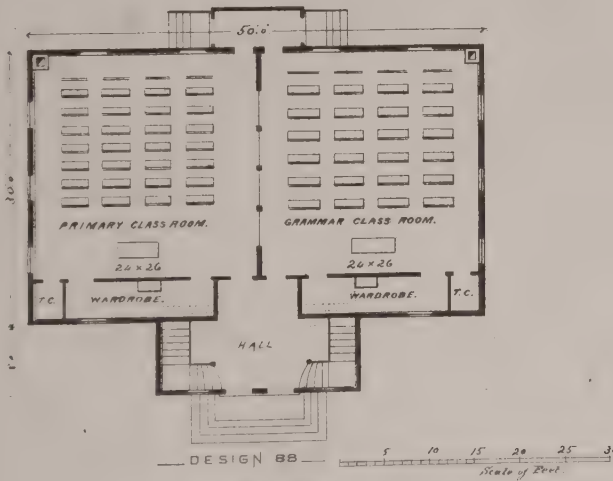 50.0
30.0
PRIMARY CLASS ROOM.
GRAMMAR CLASS ROOM.
24 × 26
24 × 26
T.C.
WARDROBE.
WARDROBE.
T.C.
HALL
DESIGN 88
5 10 15 20 25 30
Scale of Feet.